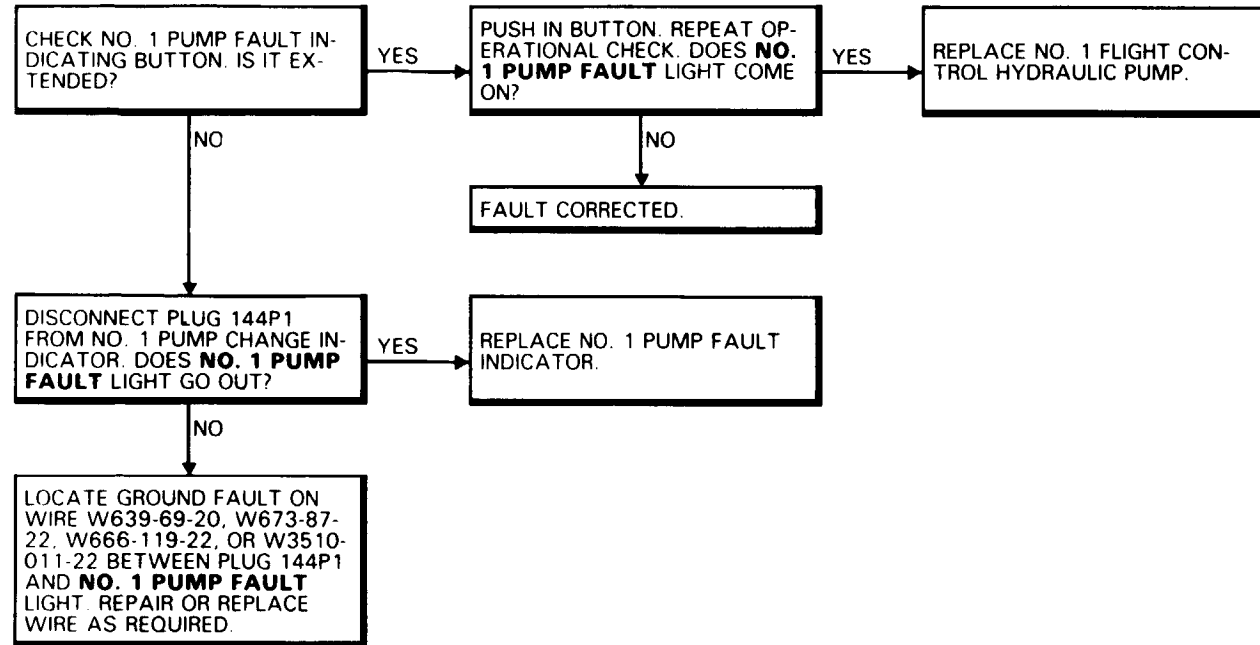 CHECK NO. 1 PUMP FAULT IN-
DICATING BUTTON. IS IT EX-
TENDED?
YES
PUSH IN BUTTON. REPEAT OP-
ERATIONAL CHECK. DOES NO.
1 PUMP FAULT LIGHT COME
ON?
YES
REPLACE NO. 1 FLIGHT CON-
TROL HYDRAULIC PUMP.
NO
NO
FAULT CORRECTED.
DISCONNECT PLUG 144P1
FROM NO. 1 PUMP CHANGE IN-
DICATOR. DOES NO. 1 PUMP
FAULT LIGHT GO OUT?
YES
REPLACE NO. 1 PUMP FAULT
INDICATOR.
NO
LOCATE GROUND FAULT ON
WIRE W639-69-20, W673-87-
22, W666-119-22, OR W3510-
011-22 BETWEEN PLUG 144P1
AND NO. 1 PUMP FAULT
LIGHT. REPAIR OR REPLACE
WIRE AS REQUIRED.